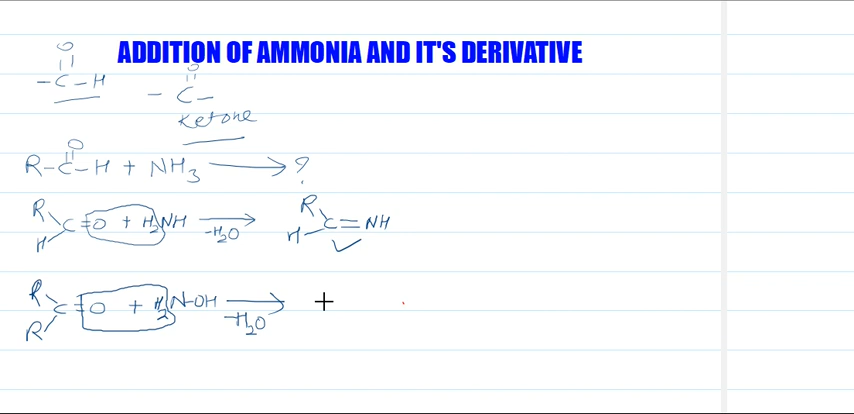 ADDITION OF AMMONIA AND IT'S DERIVATIVE
O
||
-C-H
O
||
-C-
Ketone
O
||
R-C-H + NH3 ⟶ ?
R
H
C=O + H2NH ⟶ -H2O
R
H
C=NH
R
R
C=O + H2N-OH ⟶ -H2O